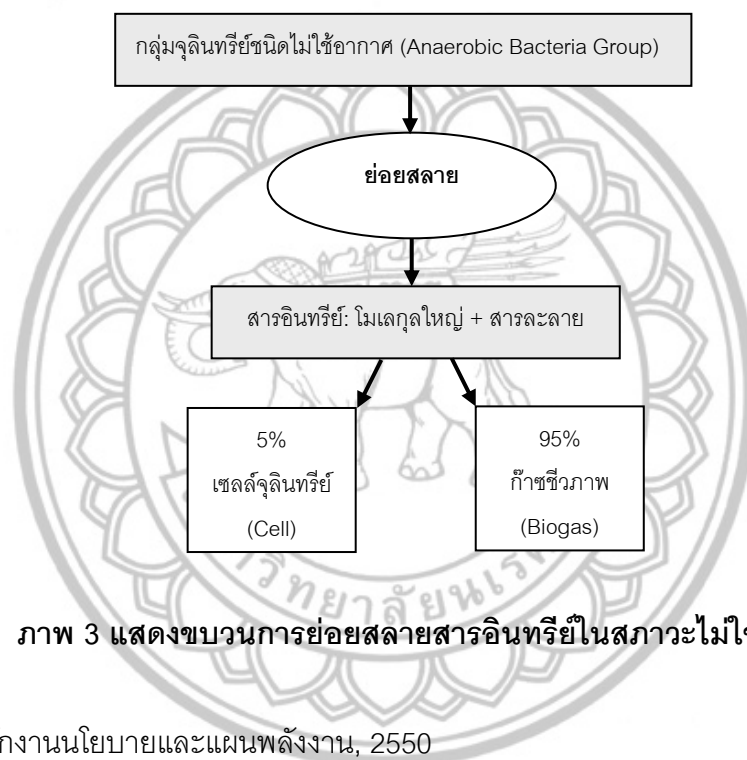 กลุ่มจุลินทรีย์ชนิดไม่ใช้อากาศ (Anaerobic Bacteria Group)
ย่อยสลาย
สารอินทรีย์: โมเลกุลใหญ่ + สารละลาย
5%
เซลล์จุลินทรีย์
(Cell)
95%
ก๊าซชีวภาพ
(Biogas)
ภาพ 3 แสดงขบวนการย่อยสลายสารอินทรีย์ในสภาวะไม่ใช้
กงานนโยบายและแผนพลังงาน, 2550